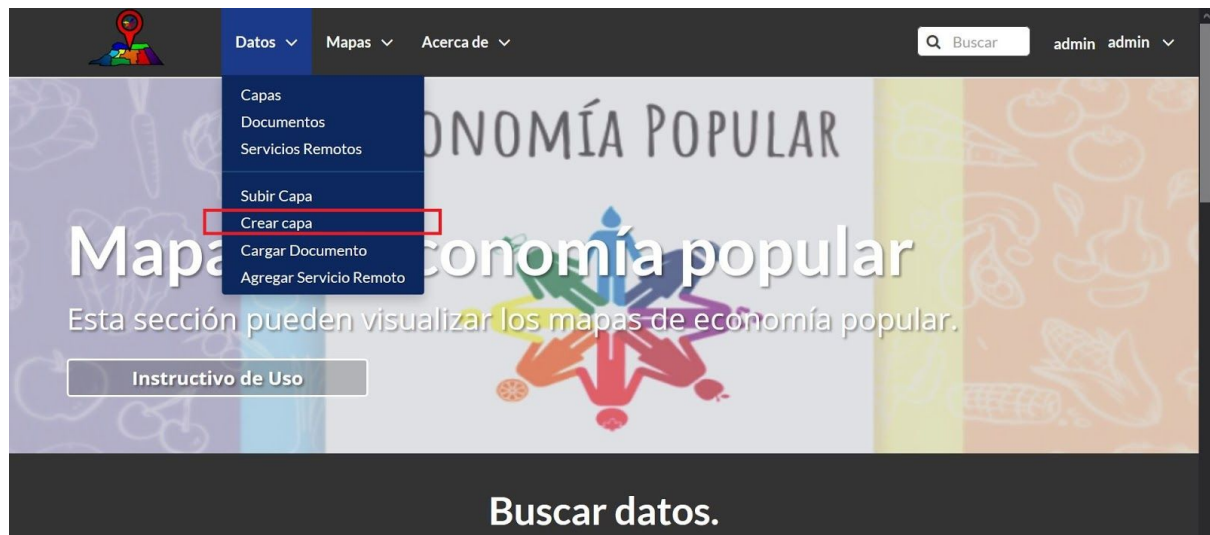 Datos Mapas Acerca de Buscar admin admin
Capas
Documentos
Servicios Remotos
Subir Capa
Crear capa
Cargar Documento
Agregar Servicio Remoto
ONOMÍA POPULAR
Mapa conomía popular
Esta sección pueden visualizar los mapas de economía popular.
Instructivo de Uso
Buscar datos.